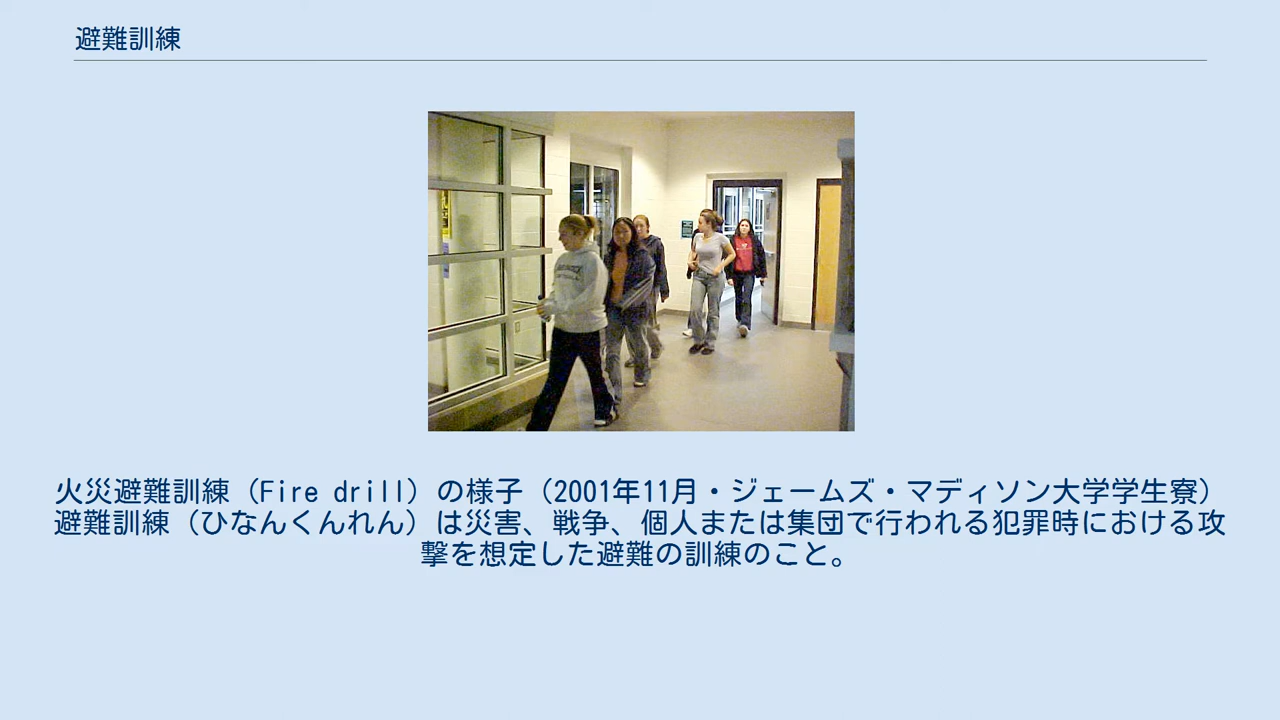 避難訓練
火災避難訓練（Fire drill）の様子（2001年11月・ジェームズ・マディソン大学学生寮）
避難訓練（ひなんくんれん）は災害、戦争、個人または集団で行われる犯罪時における攻
撃を想定した避難の訓練のこと。